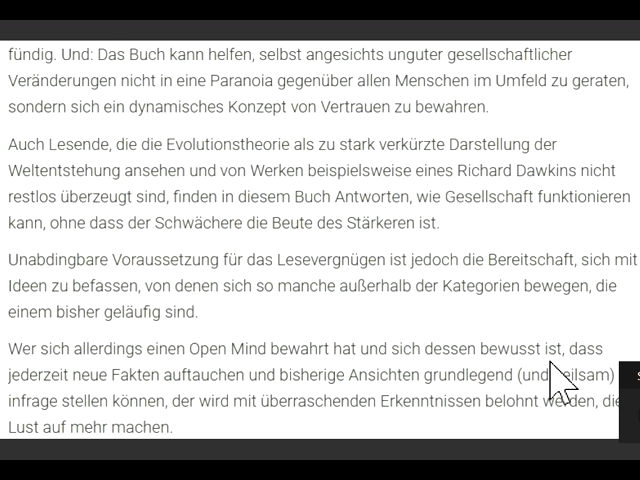 fündig. Und: Das Buch kann helfen, selbst angesichts unguter gesellschaftlicher
Veränderungen nicht in eine Paranoia gegenüber allen Menschen im Umfeld zu geraten,
sondern sich ein dynamisches Konzept von Vertrauen zu bewahren.
Auch Lesende, die die Evolutionstheorie als zu stark verkürzte Darstellung der
Weltentstehung ansehen und von Werken beispielsweise eines Richard Dawkins nicht
restlos überzeugt sind, finden in diesem Buch Antworten, wie Gesellschaft funktionieren
kann, ohne dass der Schwächere die Beute des Stärkeren ist.
Unabdingbare Voraussetzung für das Lesevergnügen ist jedoch die Bereitschaft, sich mit
Ideen zu befassen, von denen sich so manche außerhalb der Kategorien bewegen, die
einem bisher geläufig sind.
Wer sich allerdings einen Open Mind bewahrt hat und sich dessen bewusst ist, dass
jederzeit neue Fakten auftauchen und bisherige Ansichten grundlegend (und heilsam)
infrage stellen können, der wird mit überraschenden Erkenntnissen belohnt werden, die
Lust auf mehr machen.